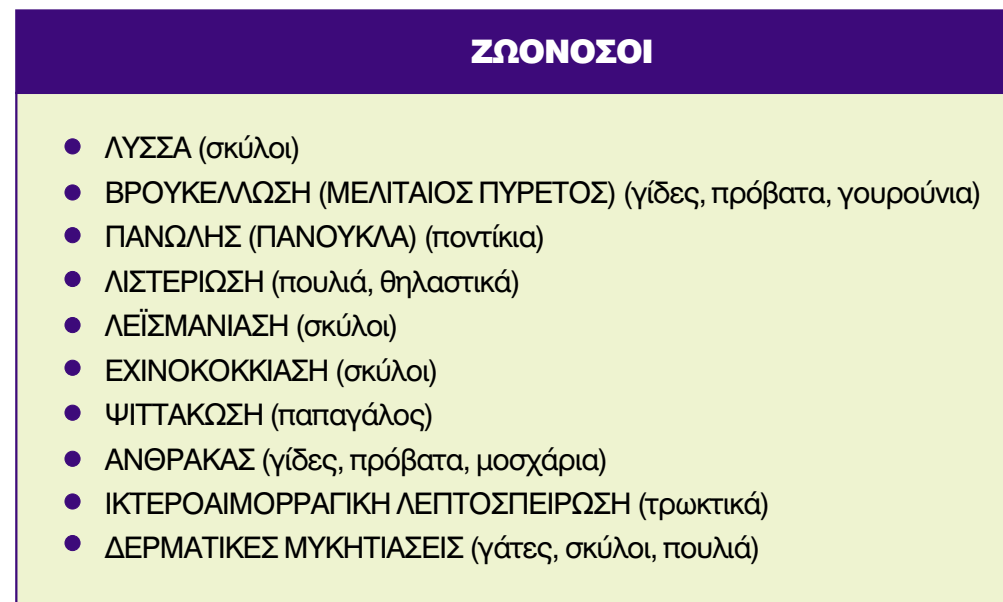 ΖΩΟΝΟΣΟΙ
● ΛΥΣΣΑ (σκύλοι)
● ΒΡΟΥΚΕΛΛΩΣΗ (ΜΕΛΙΤΑΙΟΣ ΠΥΡΕΤΟΣ) (γίδες, πρόβατα, γουρούνια)
● ΠΑΝΩΛΗΣ (ΠΑΝΟΥΚΛΑ) (ποντίκια)
● ΛΙΣΤΕΡΙΩΣΗ (πουλιά, θηλαστικά)
● ΛΕΪΣΜΑΝΙΑΣΗ (σκύλοι)
● ΕΧΙΝΟΚΟΚΚΙΑΣΗ (σκύλοι)
● ΨΙΤΤΑΚΩΣΗ (παπαγάλος)
● ΑΝΘΡΑΚΑΣ (γίδες, πρόβατα, μοσχάρια)
● ΙΚΤΕΡΟΑΙΜΟΡΡΑΓΙΚΗ ΛΕΠΤΟΣΠΕΙΡΩΣΗ (τρωκτικά)
● ΔΕΡΜΑΤΙΚΕΣ ΜΥΚΗΤΙΑΣΕΙΣ (γάτες, σκύλοι, πουλιά)